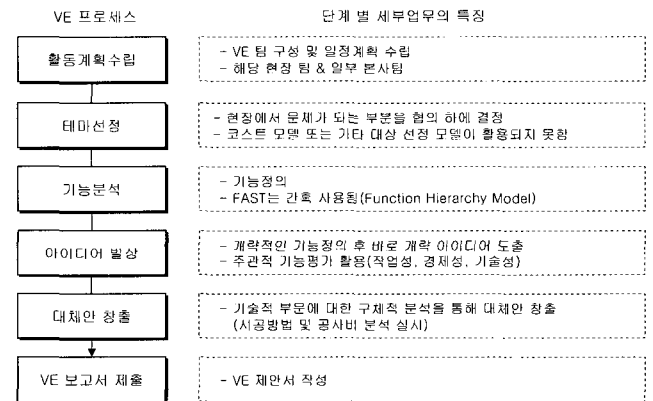 VE 프로세스
단계 별 세부업무의 특징
활동계획수립
- VE 팀 구성 및 일정계획 수립
- 해당 현장 팀 & 일부 본사팀
테마선정
- 현장에서 문제가 되는 부분을 협의 하에 결정
- 코스트 모델 또는 기타 대상 선정 모델이 활용되지 못함
기능분석
- 기능정의
- FAST는 간혹 사용됨(Function Hierarchy Model)
아이디어 발상
- 개략적인 기능정의 후 바로 개략 아이디어 도출
- 주관적 기능평가 활용(작업성, 경제성, 기술성)
대체안 창출
- 기술적 부문에 대한 구체적 분석을 통해 대체안 창출
(시공방법 및 공사비 분석 실시)
VE 보고서 제출
- VE 제안서 작성